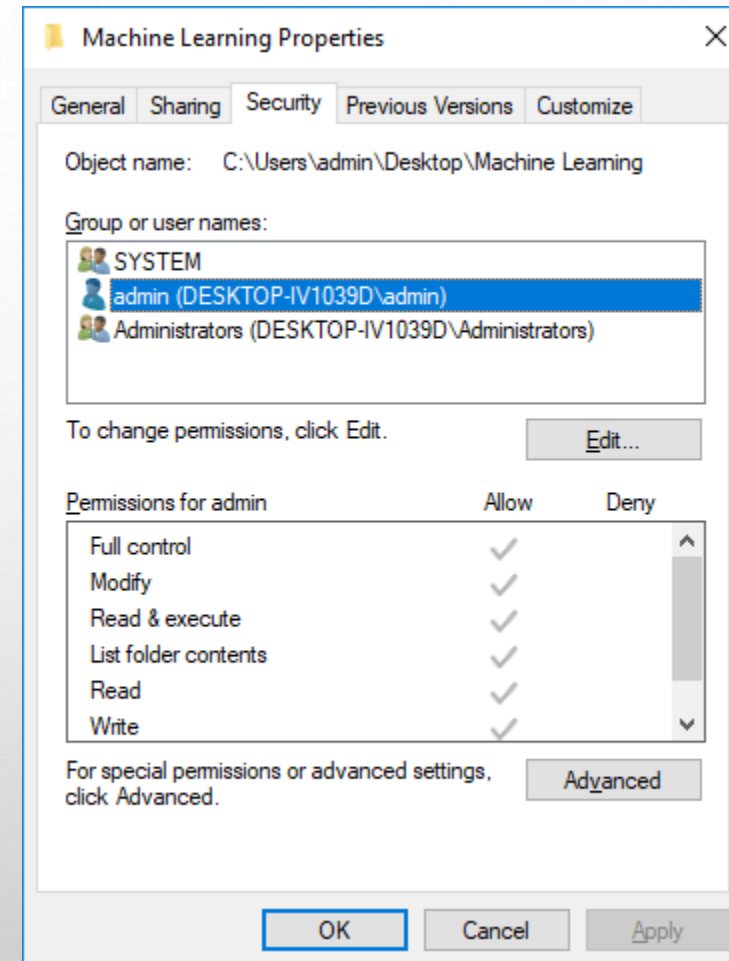 Machine Learning Properties
General Sharing Security Previous Versions Customize
Object name: C:\Users\admin\Desktop\Machine Learning
Group or user names:
SYSTEM
admin (DESKTOP-IV1039D\admin)
Administrators (DESKTOP-IV1039D\Administrators)
To change permissions, click Edit.
Edit...
Permissions for admin Allow Deny
Full control
Modify
Read & execute
List folder contents
Read
Write
For special permissions or advanced settings,
click Advanced.
Advanced
OK Cancel Apply